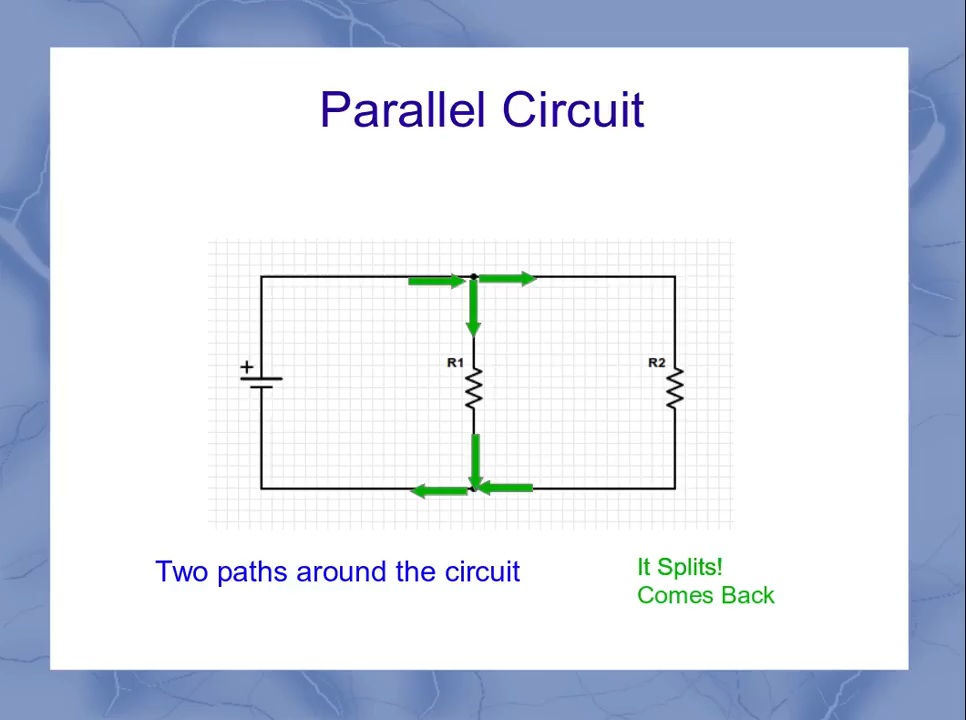 Parallel Circuit
+
R1
R2
Two paths around the circuit
It Splits!
Comes Back